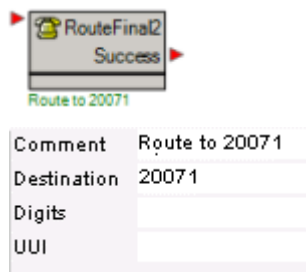 RouteFinal2
Success
Route to 20071
Comment Route to 20071
Destination 20071
Digits
UUI